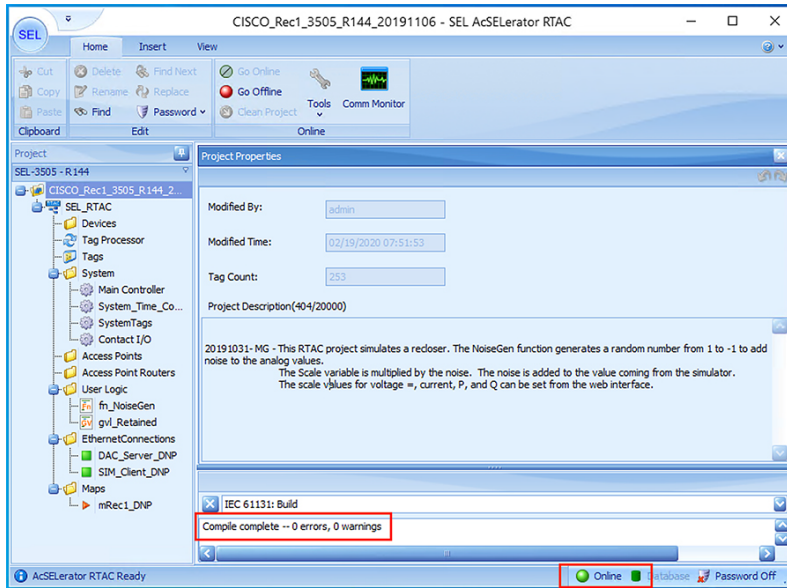 CISCO_Rec1_3505_R144_20191106 - SEL AcSELerator RTAC
SEL
Home Insert View
Cut Delete Find Next Go Online
Copy Rename Replace Go Offline
Paste Find Password Clean Project Tools Comm Monitor
Clipboard Edit Online
Project
SEL-3505 - R144
CISCO_Rec1_3505_R144_2...
SEL_RTAC
Devices
Tag Processor
Tags
System
Main Controller
System_Time_Co...
SystemTags
Contact I/O
Access Points
Access Point Routers
User Logic
fn_NoiseGen
gvl_Retained
EthernetConnections
DAC_Server_DNP
SIM_Client_DNP
Maps
mRec1_DNP
Project Properties
Modified By: admin
Modified Time: 02/19/2020 07:51:53
Tag Count: 253
Project Description(404/20000)
20191031- MG - This RTAC project simulates a recloser. The NoiseGen function generates a random number from 1 to -1 to add
noise to the analog values.
The Scale variable is multiplied by the noise. The noise is added to the value coming from the simulator.
The scale values for voltage =, current, P, and Q can be set from the web interface.
IEC 61131: Build
Compile complete -- 0 errors, 0 warnings
AcSELerator RTAC Ready Online Database Password Off